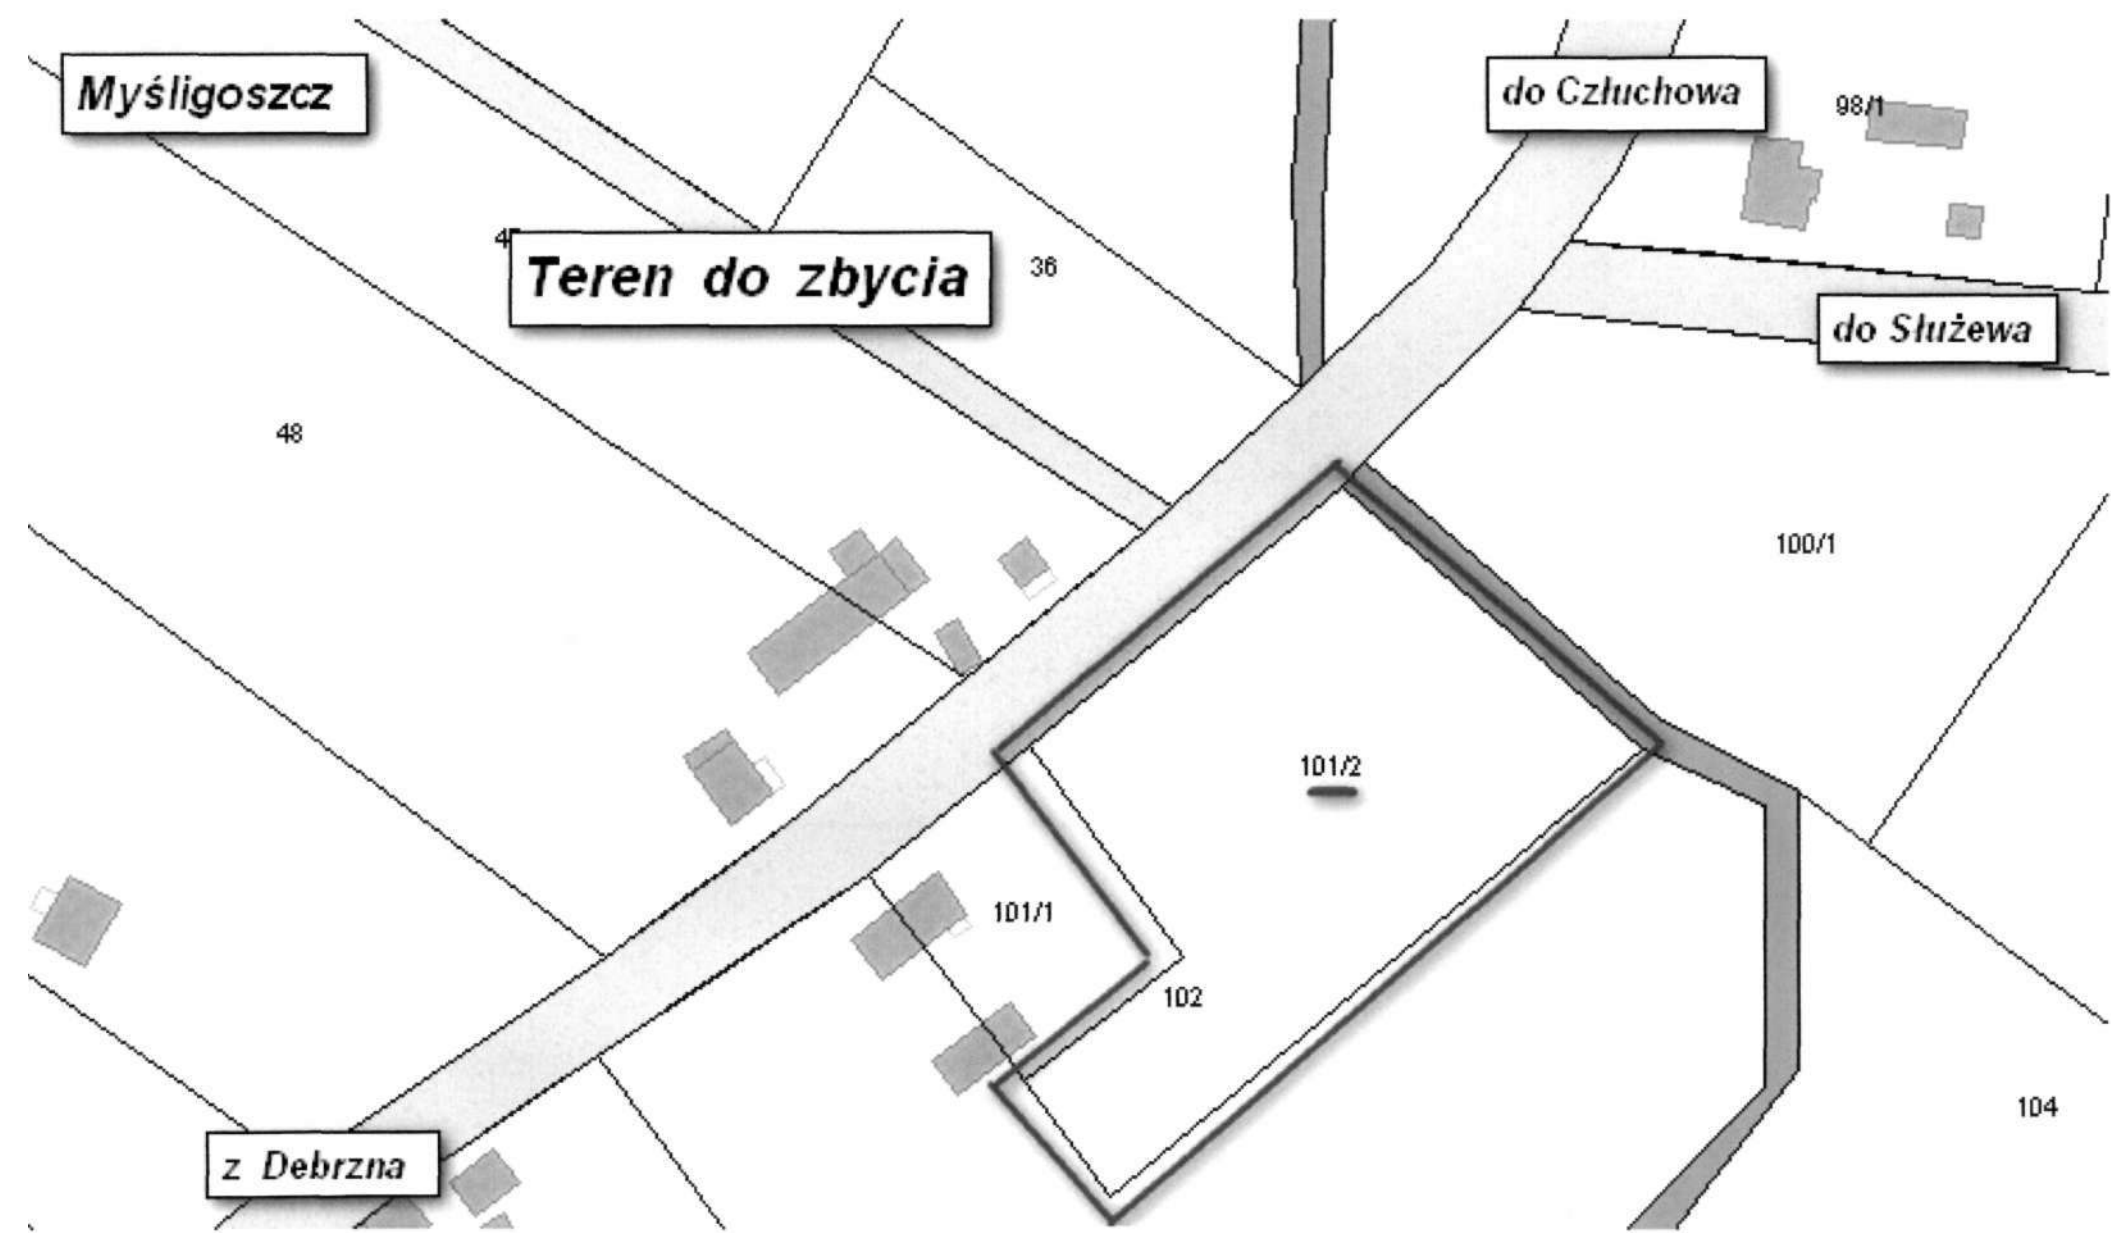 Myśligoszcz
do Człuchowa
98/1
Teren do zbycia
36
do Służewa
48
100/1
101/2
101/1
102
104
z Debrzna